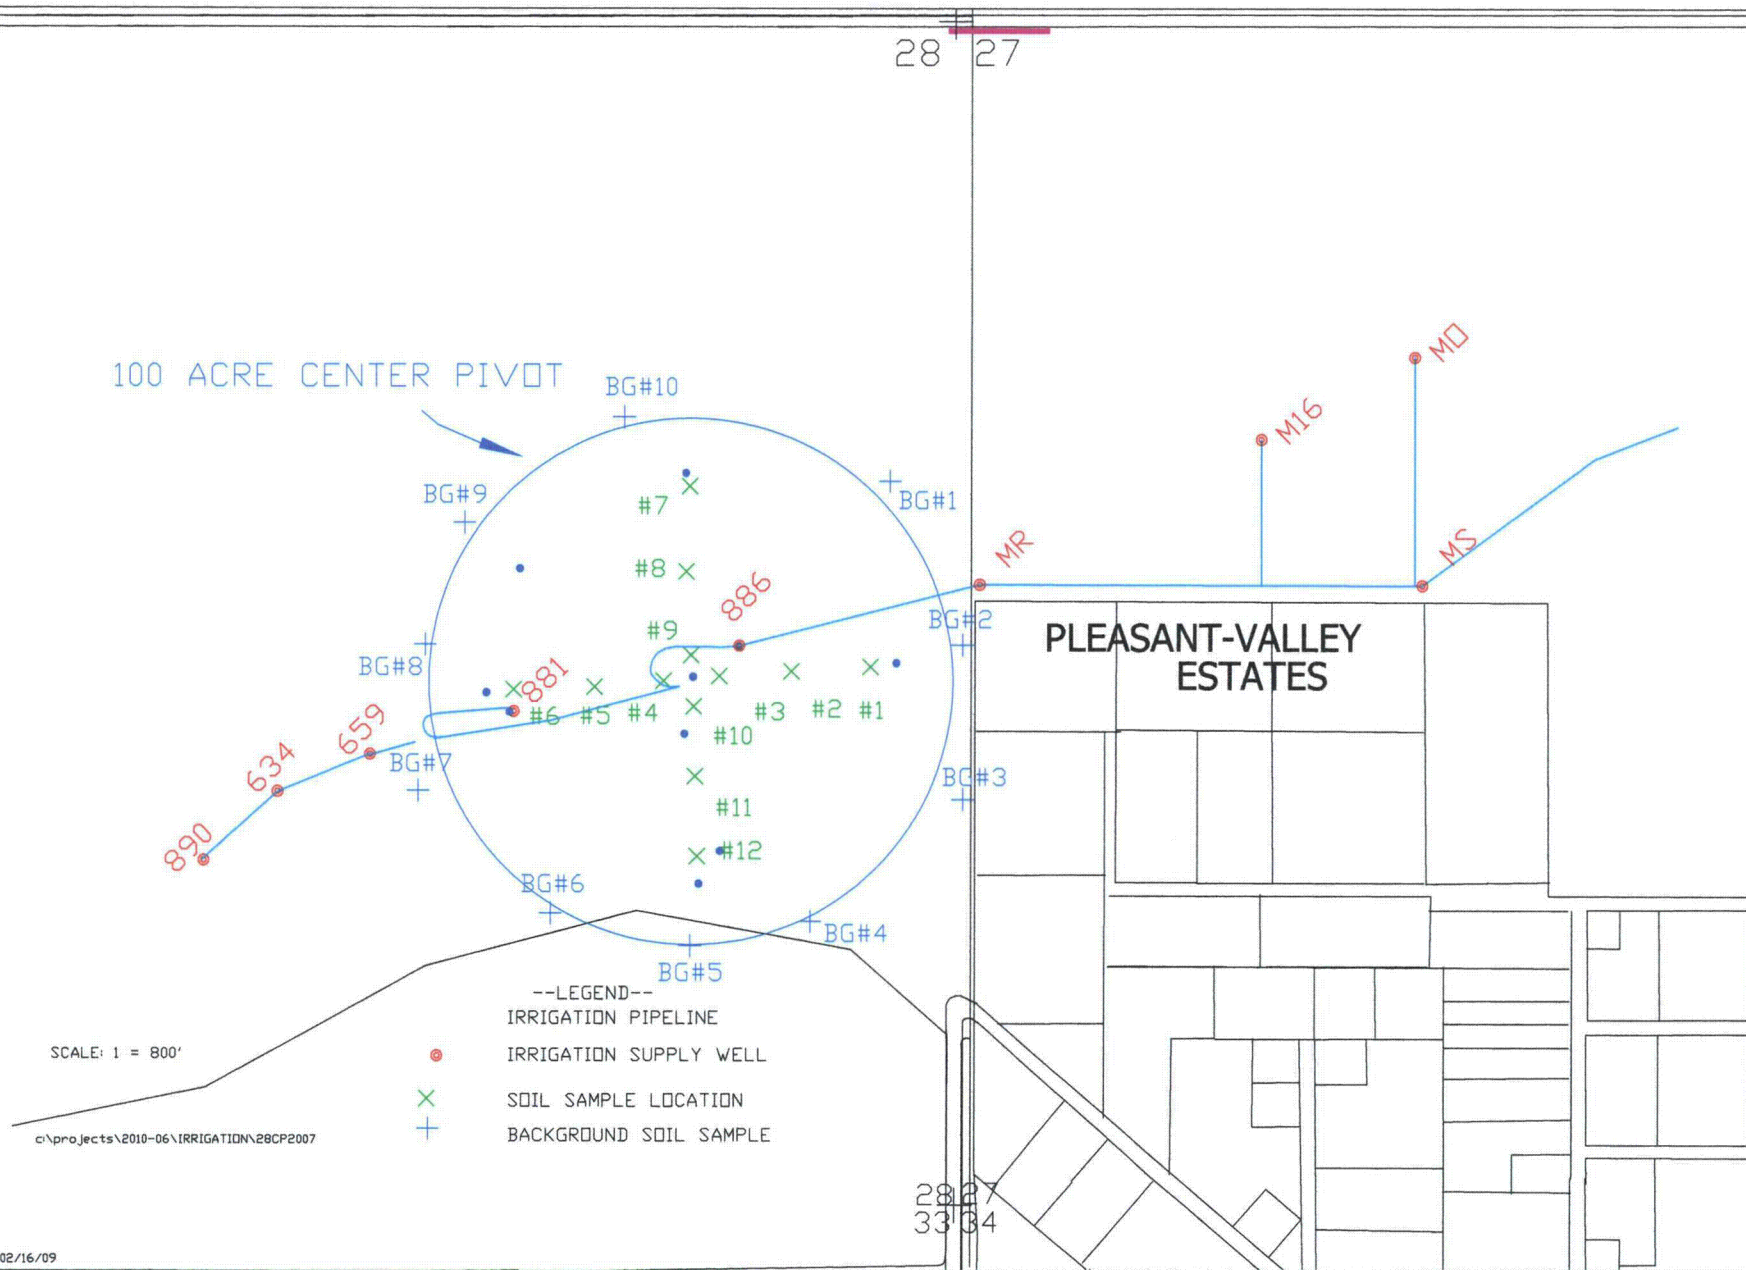 28 27
MO
100 ACRE CENTER PIVOT
BG#10
M16
BG#9
BG#1
#7
MR
MS
#8
886
BG#2
#9
PLEASANT-VALLEY
ESTATES
BG#8
881
#6
#5
#4
#3
#2
#1
659
#10
634
BG#7
BG#3
#11
890
#12
BG#6
BG#4
BG#5
--LEGEND--
IRRIGATION PIPELINE
SCALE: 1 = 800'
IRRIGATION SUPPLY WELL
SOIL SAMPLE LOCATION
c:\projects\2010-06\IRRIGATION\28CP2007
BACKGROUND SOIL SAMPLE
28 27
33 34
02/16/09